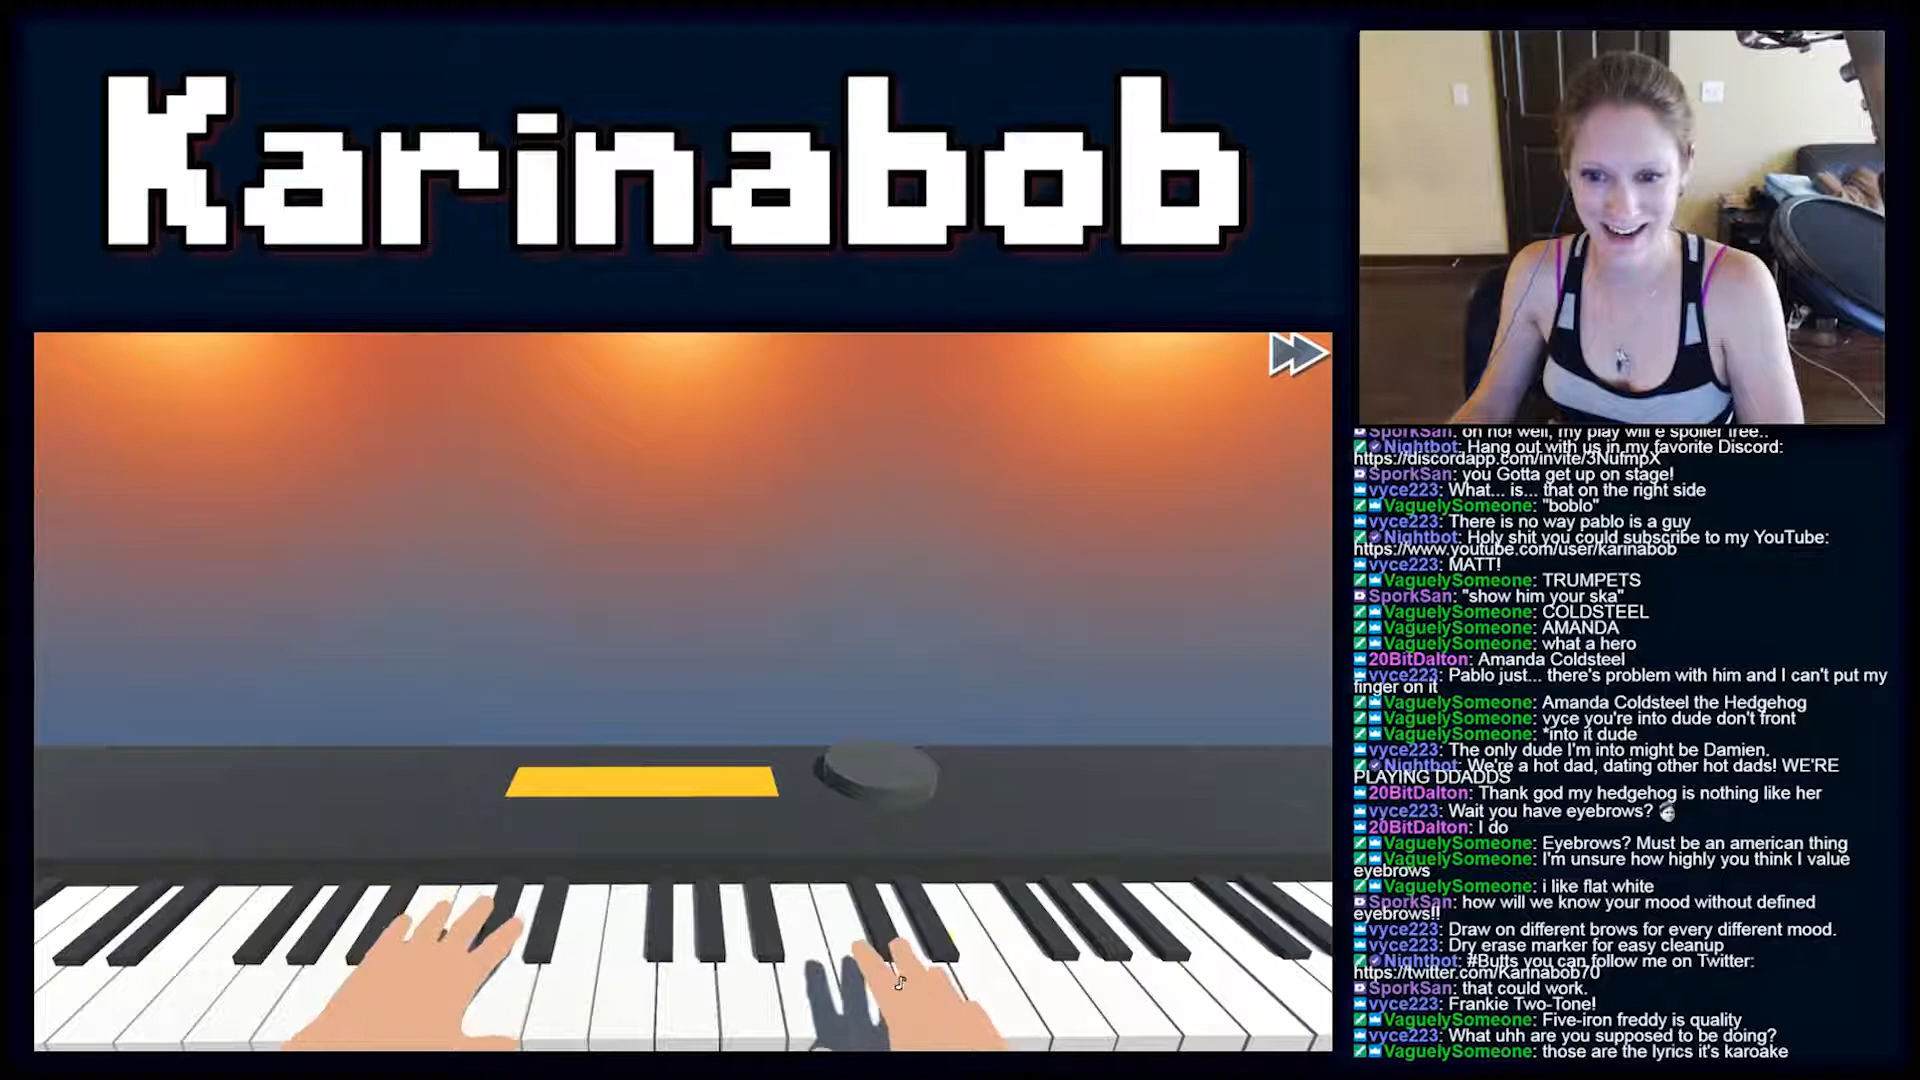 Karinabob
SporkSan: oh no! well, my play will e spoiler free..
Nightbot: Hang out with us in my favorite Discord:
https://discordapp.com/invite/3NufmpX
SporkSan: you Gotta get up on stage!
vyce223: What... is... that on the right side
VaguelySomeone: "boblo"
vyce223: There is no way pablo is a guy
Nightbot: Holy shit you could subscribe to my YouTube:
https://www.youtube.com/user/karinabob
vyce223: MATT!
VaguelySomeone: TRUMPETS
SporkSan: "show him your ska"
VaguelySomeone: COLDSTEEL
VaguelySomeone: AMANDA
VaguelySomeone: what a hero
20BitDalton: Amanda Coldsteel
vyce223: Pablo just... there's problem with him and I can't put my
finger on it
VaguelySomeone: Amanda Coldsteel the Hedgehog
VaguelySomeone: vyce you're into dude don't front
VaguelySomeone: *into it dude
vyce223: The only dude I'm into might be Damien.
Nightbot: We're a hot dad, dating other hot dads! WE'RE
PLAYING DDADDS
20BitDalton: Thank god my hedgehog is nothing like her
vyce223: Wait you have eyebrows?
20BitDalton: I do
VaguelySomeone: Eyebrows? Must be an american thing
VaguelySomeone: I'm unsure how highly you think I value
eyebrows
VaguelySomeone: i like flat white
SporkSan: how will we know your mood without defined
eyebrows!!
vyce223: Draw on different brows for every different mood.
vyce223: Dry erase marker for easy cleanup
Nightbot: #Butts you can follow me on Twitter:
https://twitter.com/Karinabob70
SporkSan: that could work.
vyce223: Frankie Two-Tone!
VaguelySomeone: Five-iron freddy is quality
vyce223: What uhh are you supposed to be doing?
VaguelySomeone: those are the lyrics it's karoake